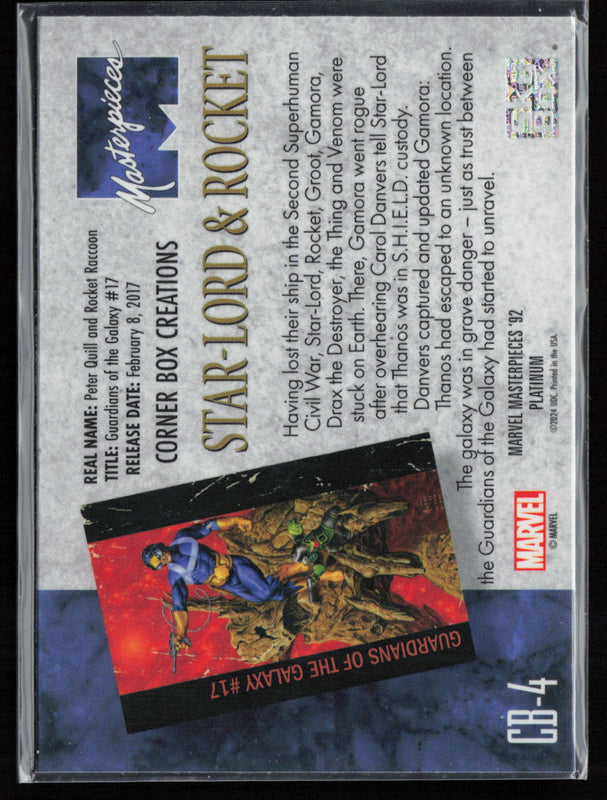 Masterpieces
REAL NAME: Peter Quill and Rocket Raccoon
TITLE: Guardians of the Galaxy #17
RELEASE DATE: February 8, 2017
CORNER BOX CREATIONS
STAR-LORD & ROCKET
Having lost their ship in the Second Superhuman
Civil War, Star-Lord, Rocket, Groot, Gamora,
Drax the Destroyer, the Thing and Venom were
stuck on Earth. There, Gamora went rogue
after overhearing Carol Danvers tell Star-Lord
that Thanos was in S.H.I.E.L.D. custody.
Danvers captured and updated Gamora:
Thanos had escaped to an unknown location.
The galaxy was in grave danger – just as trust between
the Guardians of the Galaxy had started to unravel.
GUARDIANS OF THE GALAXY #17
MARVEL
© MARVEL
MARVEL MASTERPIECES '92
PLATINUM
©2024 UDC. Printed in the USA.
®
CB-4